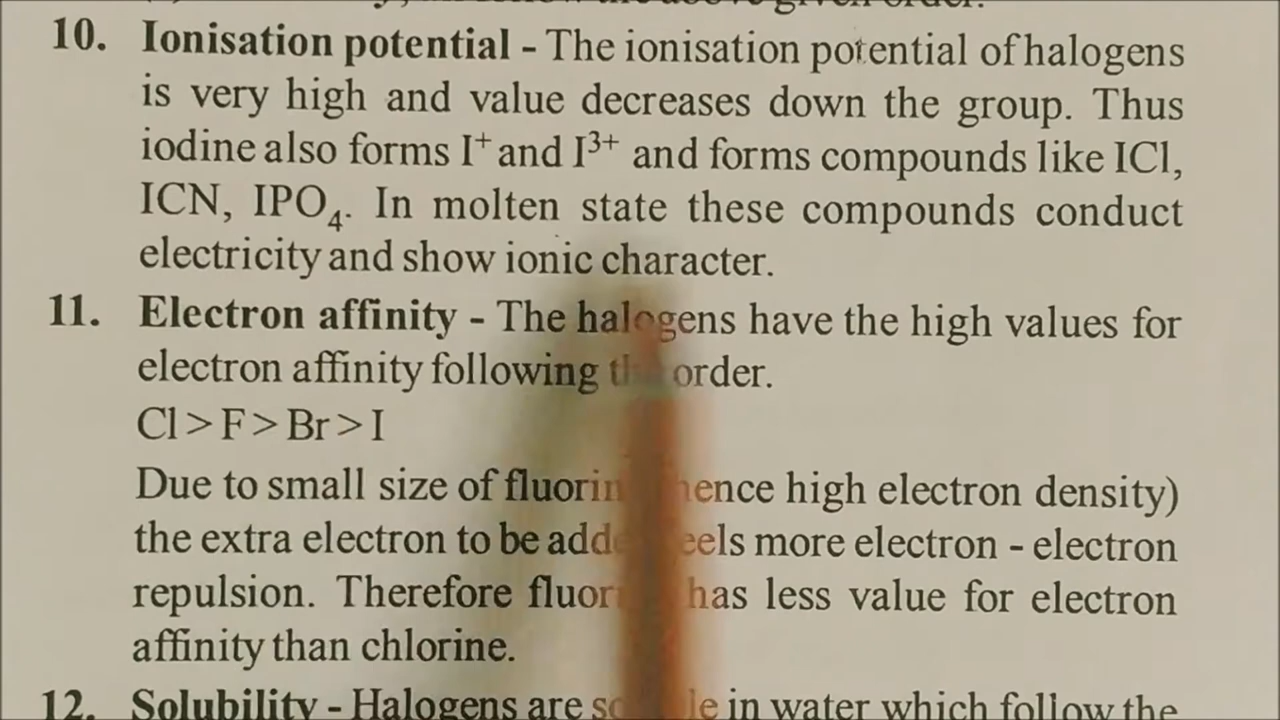 10. Ionisation potential - The ionisation potential of halogens
is very high and value decreases down the group. Thus
iodine also forms I⁺ and I³⁺ and forms compounds like ICl,
ICN, IPO₄. In molten state these compounds conduct
electricity and show ionic character.
11. Electron affinity - The halogens have the high values for
electron affinity following the order.
Cl > F > Br > I
Due to small size of hence high electron density)
the extra electron to be more electron - electron
repulsion. Therefore has less value for electron
affinity than chlorine.
12. Solubility - Halogens are in water which follow the